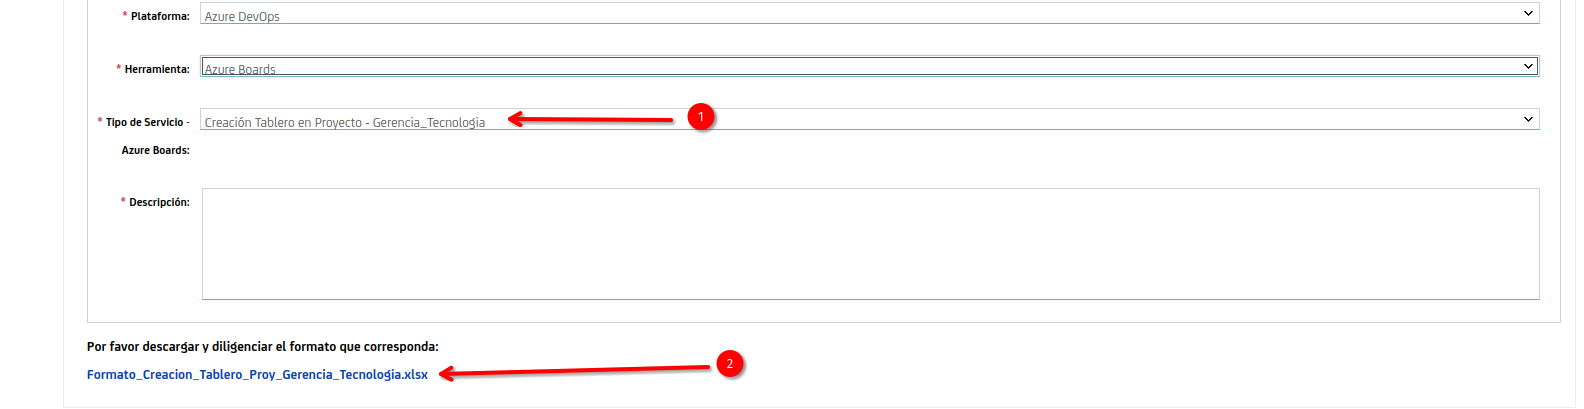 * Plataforma: Azure DevOps
* Herramienta: Azure Boards
* Tipo de Servicio - Creación Tablero en Proyecto - Gerencia_Tecnologia 1
Azure Boards:
* Descripción:
Por favor descargar y diligenciar el formato que corresponda:
Formato_Creacion_Tablero_Proy_Gerencia_Tecnologia.xlsx 2